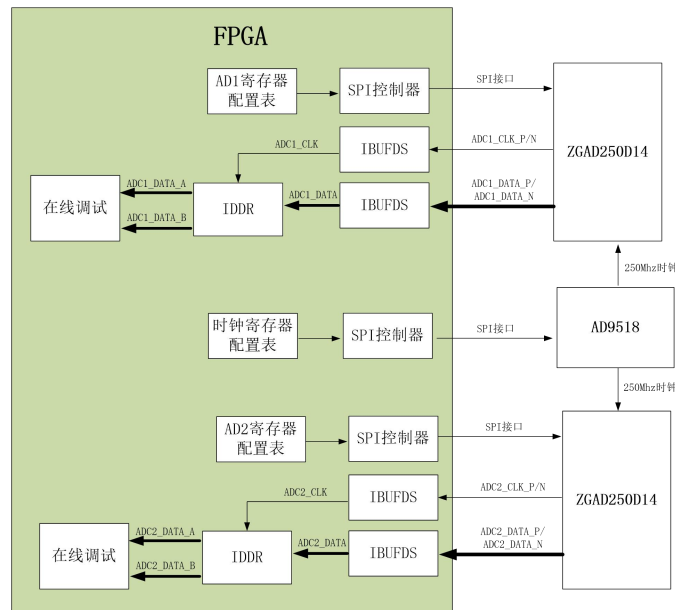 FPGA
AD1寄存器
配置表
SPI控制器
SPI接口
ZGAD250D14
ADC1_CLK
IBUFDS
ADC1_CLK_P/N
在线调试
ADC1_DATA_A
ADC1_DATA_B
IDDR
ADC1_DATA
IBUFDS
ADC1_DATA_P/
ADC1_DATA_N
250Mhz时钟
时钟寄存器
配置表
SPI控制器
SPI接口
AD9518
250Mhz时钟
AD2寄存器
配置表
SPI控制器
SPI接口
ZGAD250D14
ADC2_CLK
IBUFDS
ADC2_CLK_P/N
在线调试
ADC2_DATA_A
ADC2_DATA_B
IDDR
ADC2_DATA
IBUFDS
ADC2_DATA_P/
ADC2_DATA_N